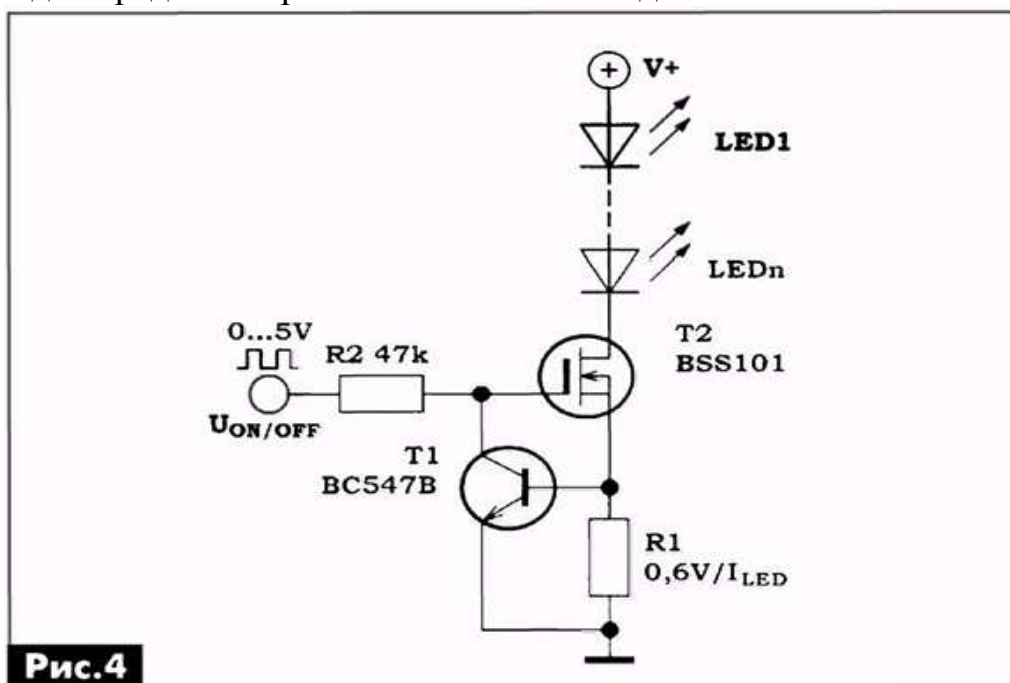 V+
LED1
LEDn
0...5V
R2 47k
UON/OFF
T2
BSS101
T1
BC547B
R1
0,6V/ILED
Рис.4